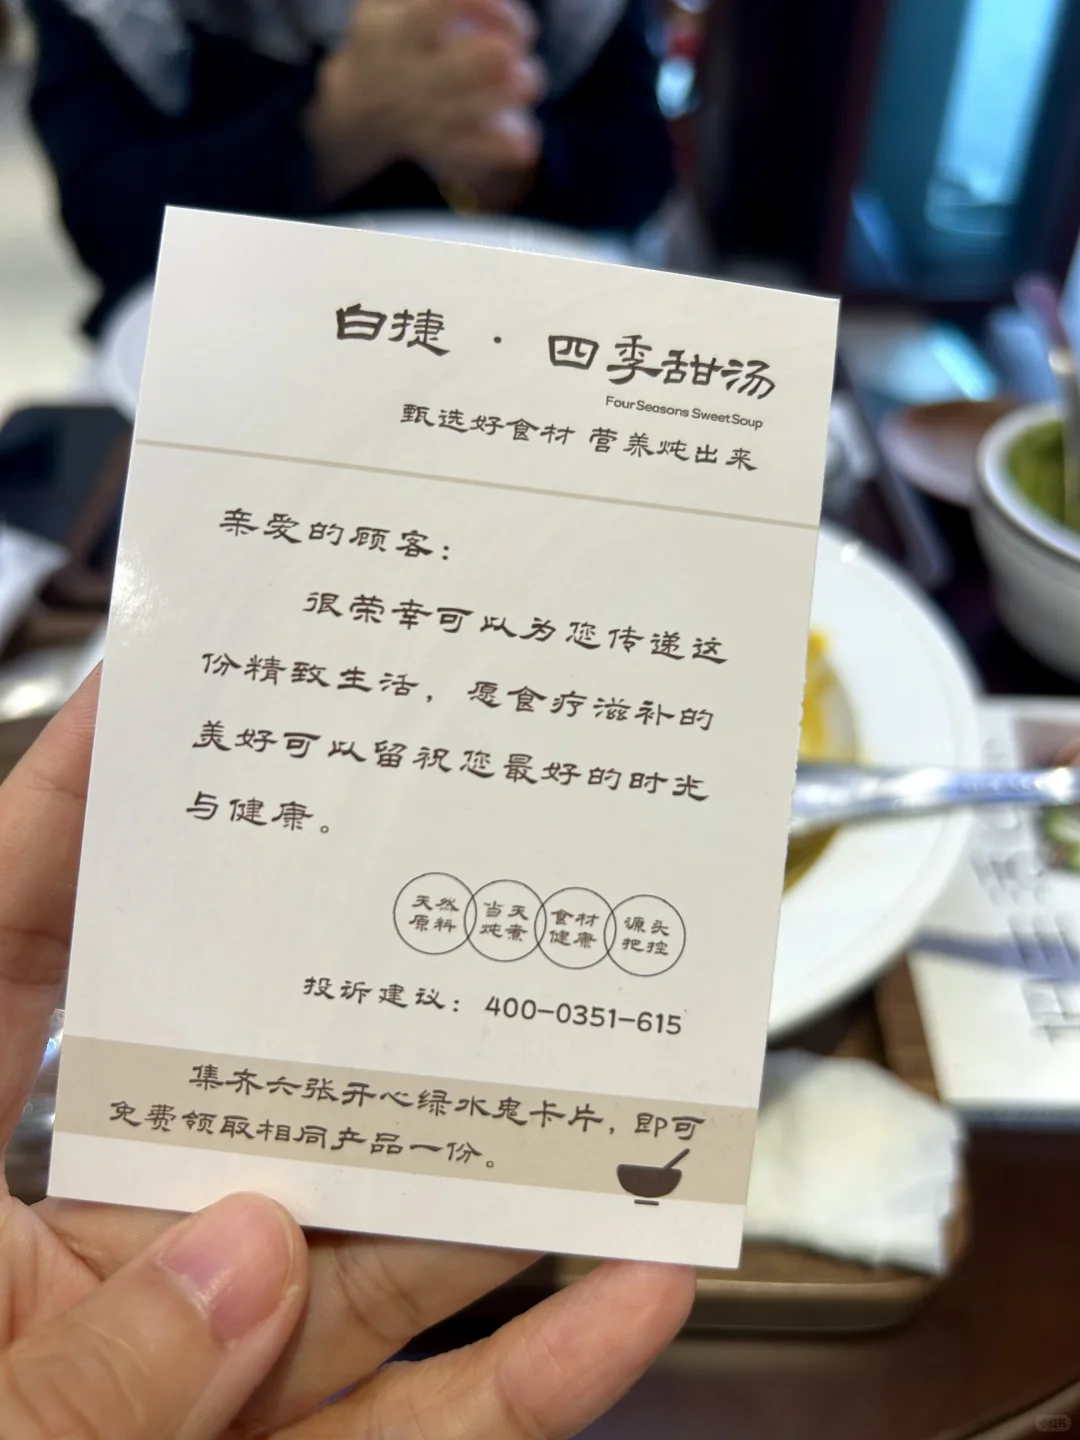 白捷 · 四季甜汤
Four Seasons Sweet Soup
甄选好食材 营养炖出来
亲爱的顾客：
很荣幸可以为您传递这
份精致生活，愿食疗滋补的
美好可以留祝您最好的时光
与健康。
天然
原料
当天
炖煮
食材
健康
源头
把控
投诉建议：400-0351-615
集齐六张开心绿水鬼卡片，即可
免费领取相同产品一份。
小红书